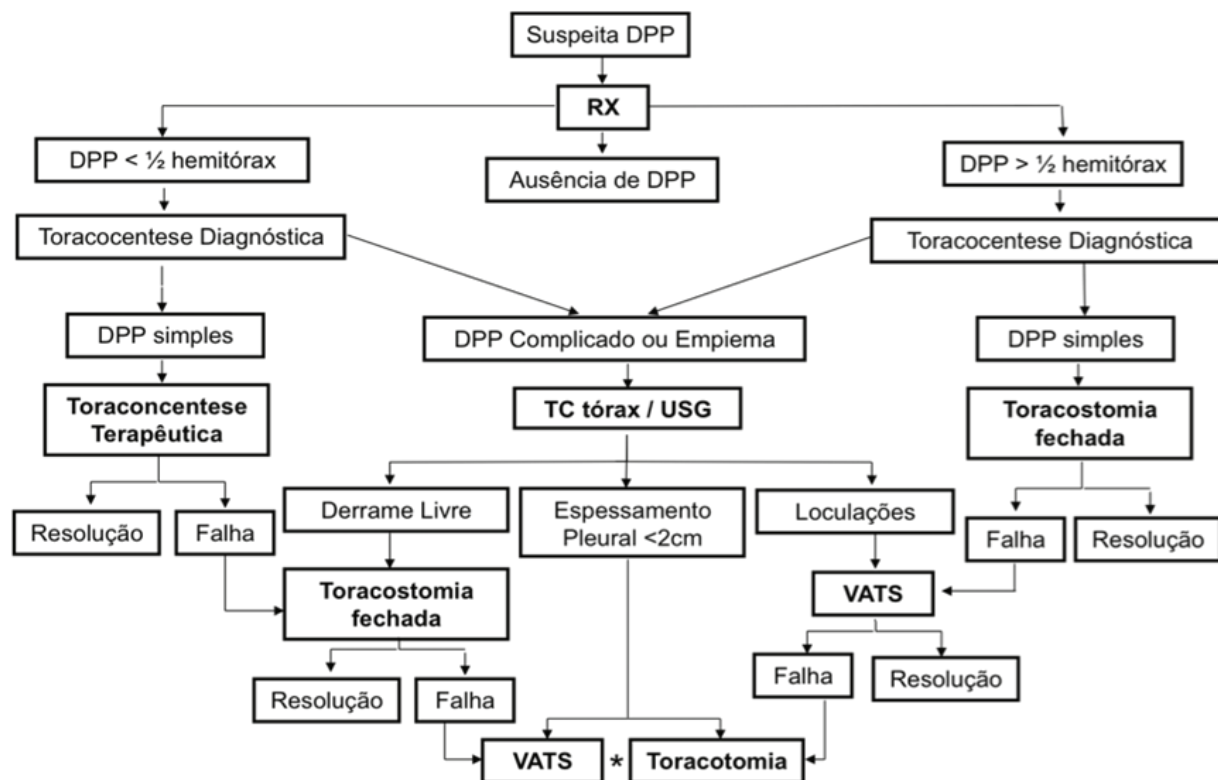 Suspeita DPP
RX
DPP < ½ hemitórax
Ausência de DPP
DPP > ½ hemitórax
Toracocentese Diagnóstica
Toracocentese Diagnóstica
DPP simples
DPP Complicado ou Empiema
DPP simples
Toraconcentese
Terapêutica
TC tórax / USG
Toracostomia
fechada
Resolução
Falha
Derrame Livre
Espessamento
Pleural <2cm
Loculações
Falha
Resolução
Toracostomia
fechada
VATS
Resolução
Falha
Falha
Resolução
VATS
*
Toracotomia